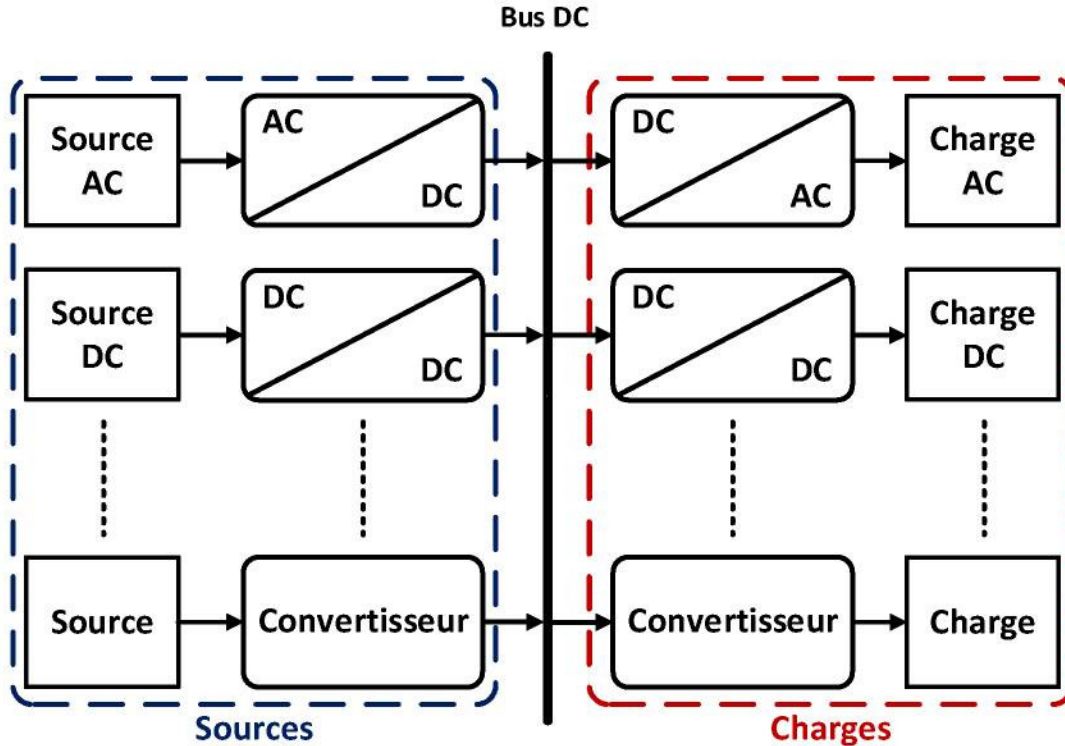 Bus DC
Source
AC
AC
DC
DC
AC
Charge
AC
Source
DC
DC
DC
DC
DC
Charge
DC
Source
Convertisseur
Convertisseur
Charge
Sources
Charges